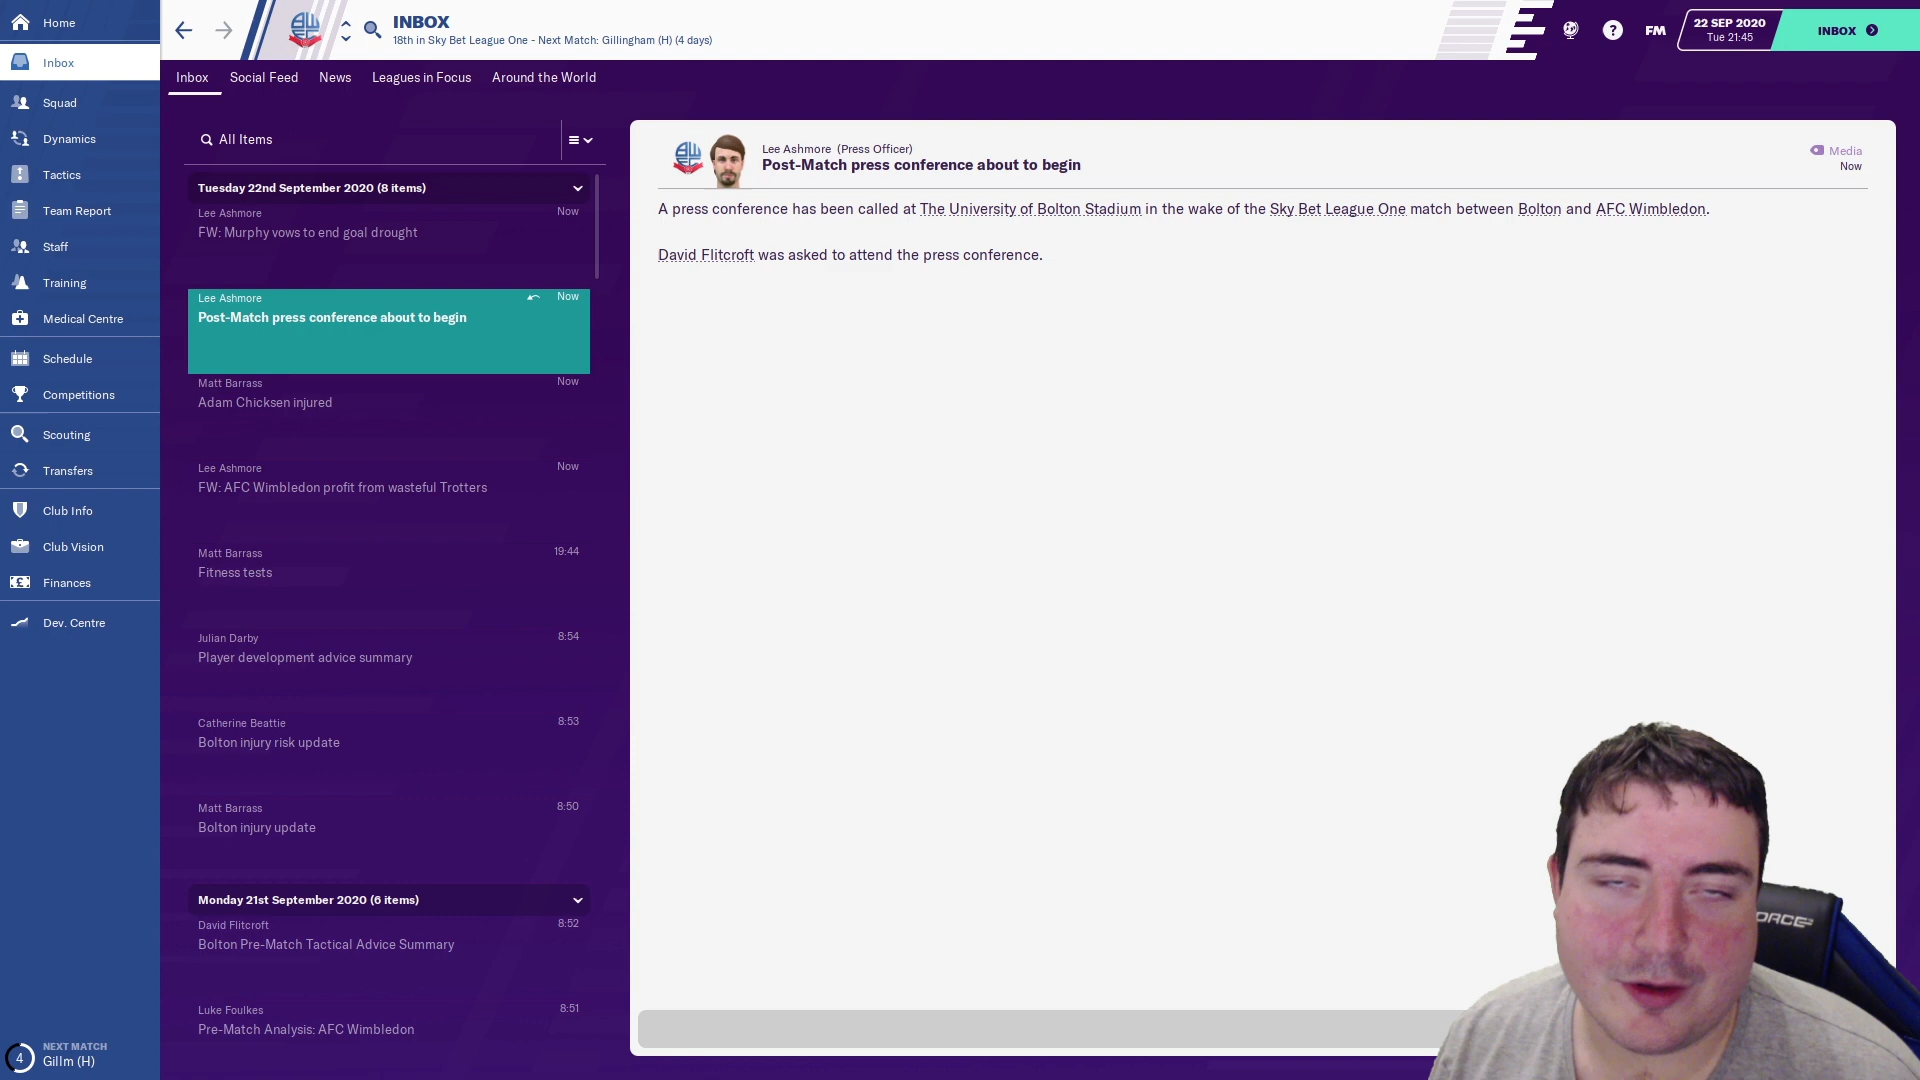 Home
Inbox
Squad
Dynamics
Tactics
Team Report
Staff
Training
Medical Centre
Schedule
Competitions
Scouting
Transfers
Club Info
Club Vision
Finances
Dev. Centre
4
NEXT MATCH
Gillm (H)
INBOX
18th in Sky Bet League One - Next Match: Gillingham (H) (4 days)
?
FM
22 SEP 2020
Tue 21:45
INBOX
Inbox
Social Feed
News
Leagues in Focus
Around the World
All Items
Tuesday 22nd September 2020 (8 items)
Lee Ashmore
Now
FW: Murphy vows to end goal drought
Lee Ashmore
Now
Post-Match press conference about to begin
Matt Barrass
Now
Adam Chicksen injured
Lee Ashmore
Now
FW: AFC Wimbledon profit from wasteful Trotters
Matt Barrass
19:44
Fitness tests
Julian Darby
8:54
Player development advice summary
Catherine Beattie
8:53
Bolton injury risk update
Matt Barrass
8:50
Bolton injury update
Monday 21st September 2020 (6 items)
David Flitcroft
8:52
Bolton Pre-Match Tactical Advice Summary
Luke Foulkes
8:51
Pre-Match Analysis: AFC Wimbledon
Lee Ashmore (Press Officer)
Post-Match press conference about to begin
Media
Now
A press conference has been called at The University of Bolton Stadium in the wake of the Sky Bet League One match between Bolton and AFC Wimbledon.
David Flitcroft was asked to attend the press conference.